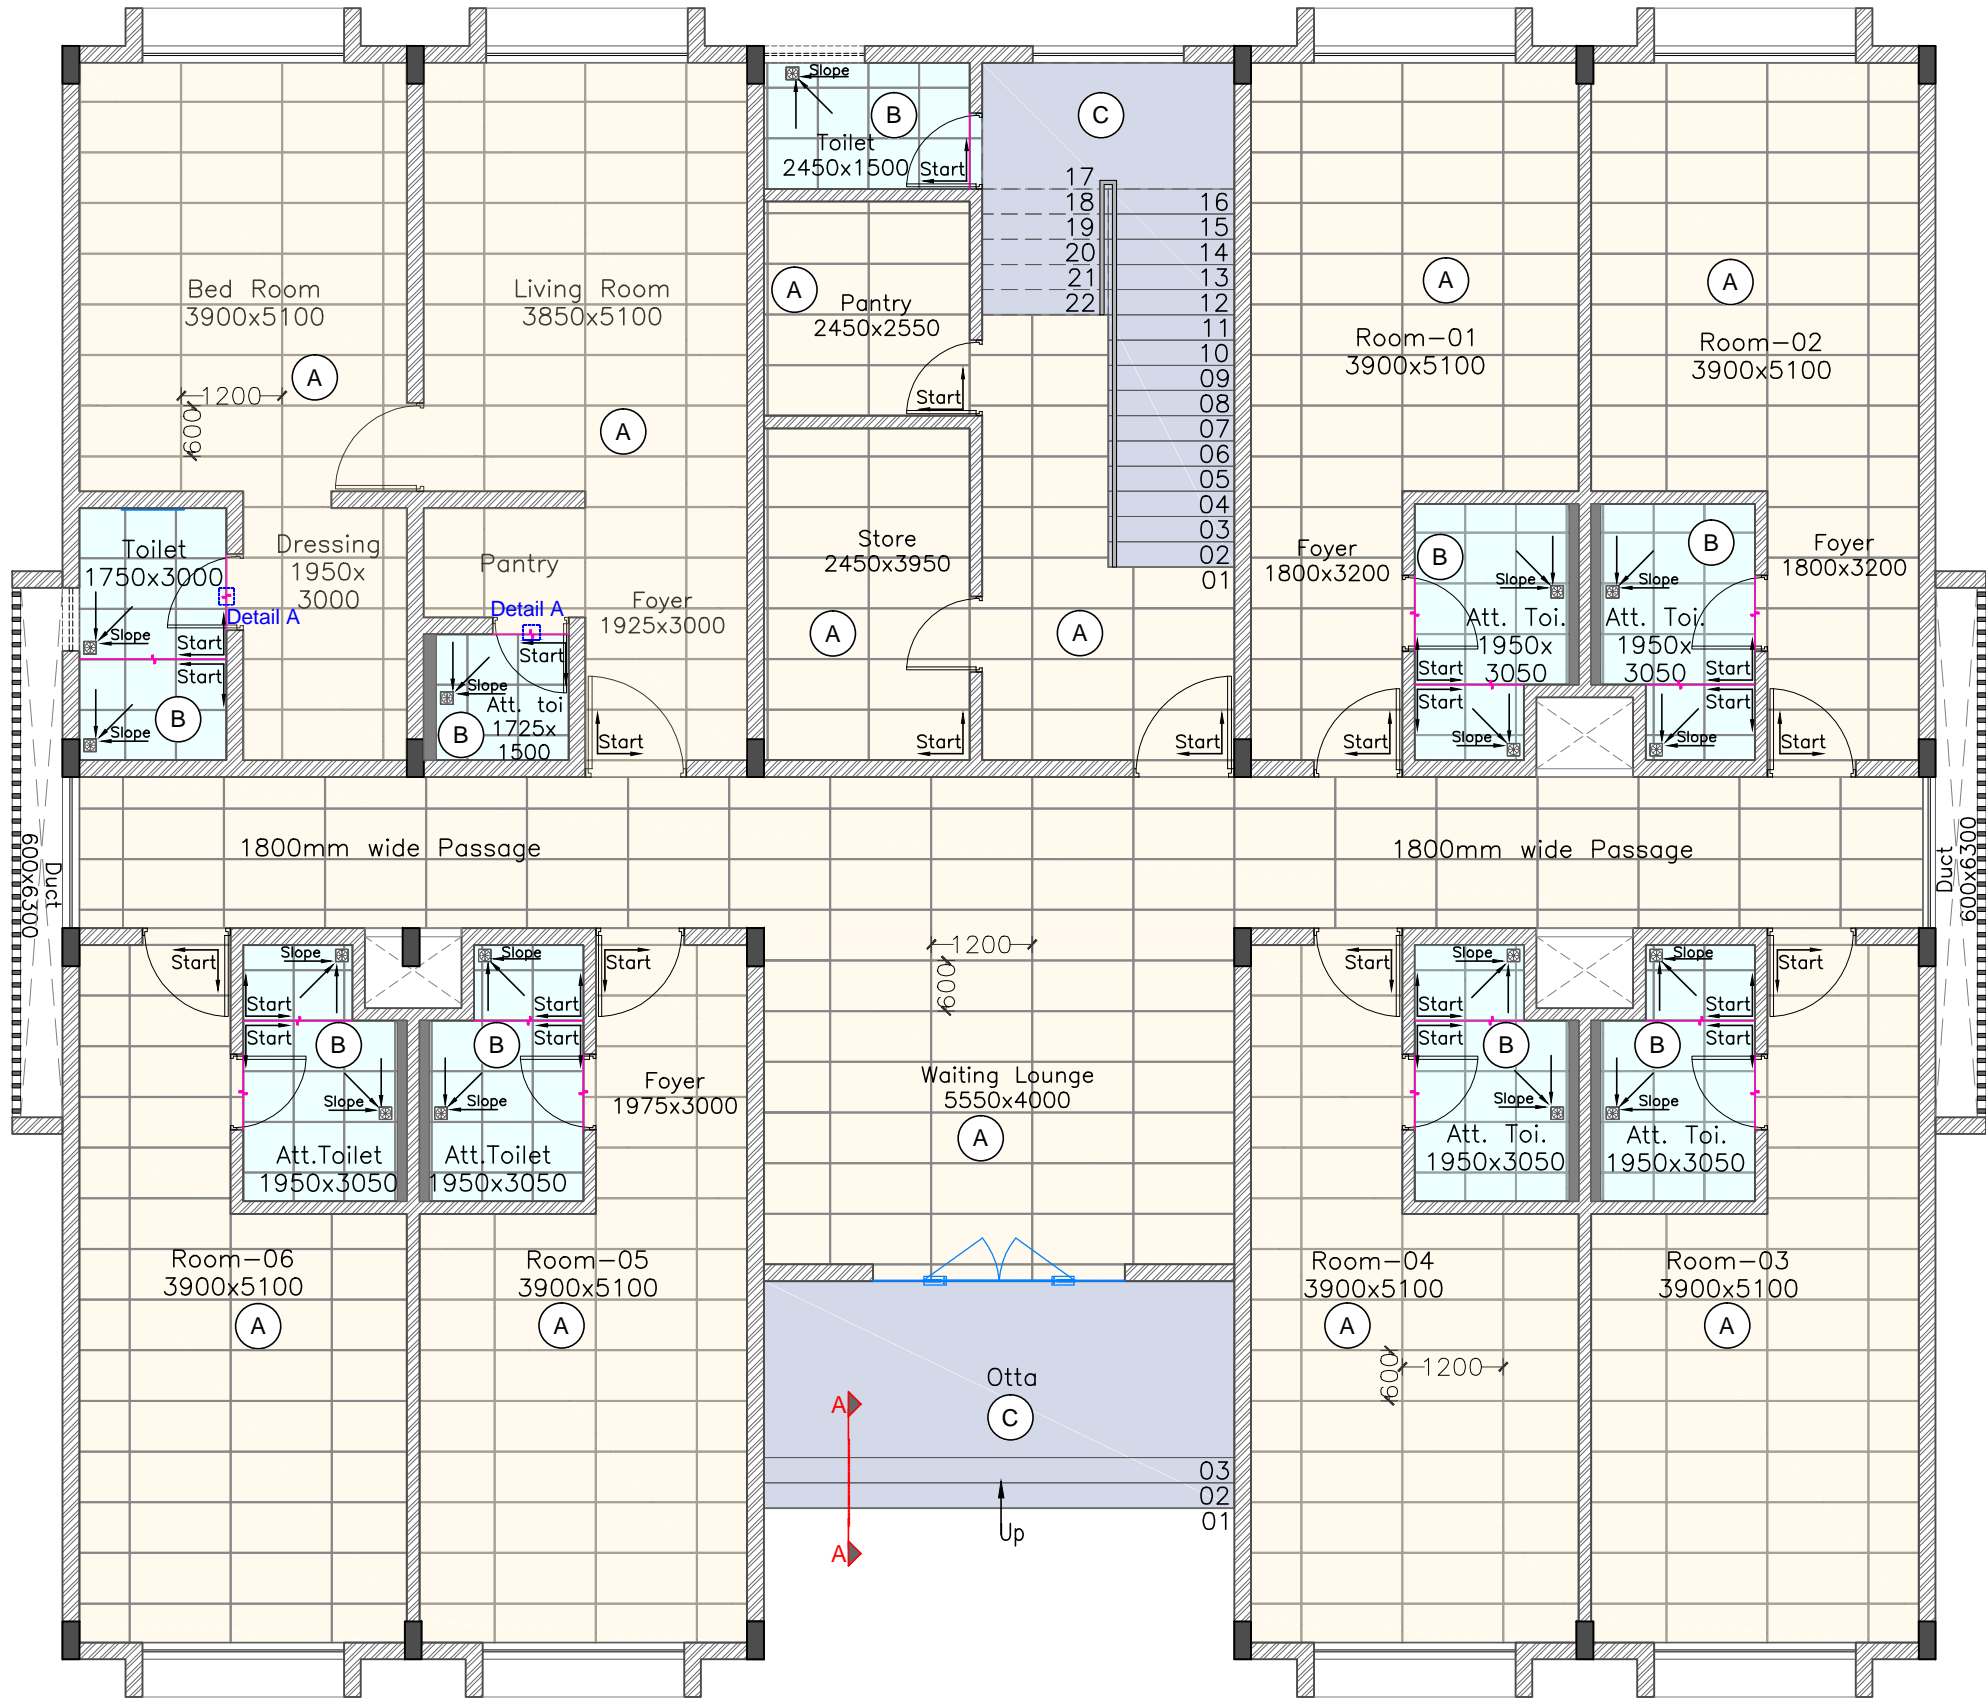 Slope
B
C
Toilet
2450x1500
Start
17
18
19
20
21
22
16
15
14
13
12
11
10
09
08
07
06
05
04
03
02
01
Bed Room
3900x5100
A
1200
600
Living Room
3850x5100
A
A
Pantry
2450x2550
Start
A
Room-01
3900x5100
A
Room-02
3900x5100
Toilet
1750x3000
Detail A
Slope
Start
Start
Slope
B
Dressing
1950x
3000
Pantry
Detail A
Start
Slope
Att. toi
1725x
1500
B
Foyer
1925x3000
Start
Store
2450x3950
A
Start
A
Start
Foyer
1800x3200
Start
B
Slope
Att. Toi.
1950x
3050
Start
Start
Slope
B
Slope
Att. Toi.
1950x
3050
Start
Start
Slope
Foyer
1800x3200
Start
1800mm wide Passage
1800mm wide Passage
Duct
600x6300
Duct
600x6300
Start
Slope
Start
Start
B
Slope
Att.Toilet
1950x3050
Slope
Start
Start
B
Slope
Att.Toilet
1950x3050
Start
Foyer
1975x3000
1200
600
Waiting Lounge
5550x4000
A
Start
Slope
Start
Start
B
Slope
Att. Toi.
1950x3050
Slope
Start
Start
B
Slope
Att. Toi.
1950x3050
Start
Room-06
3900x5100
A
Room-05
3900x5100
A
Room-04
3900x5100
A
1200
600
Room-03
3900x5100
A
Otta
C
A
A
03
02
01
Up